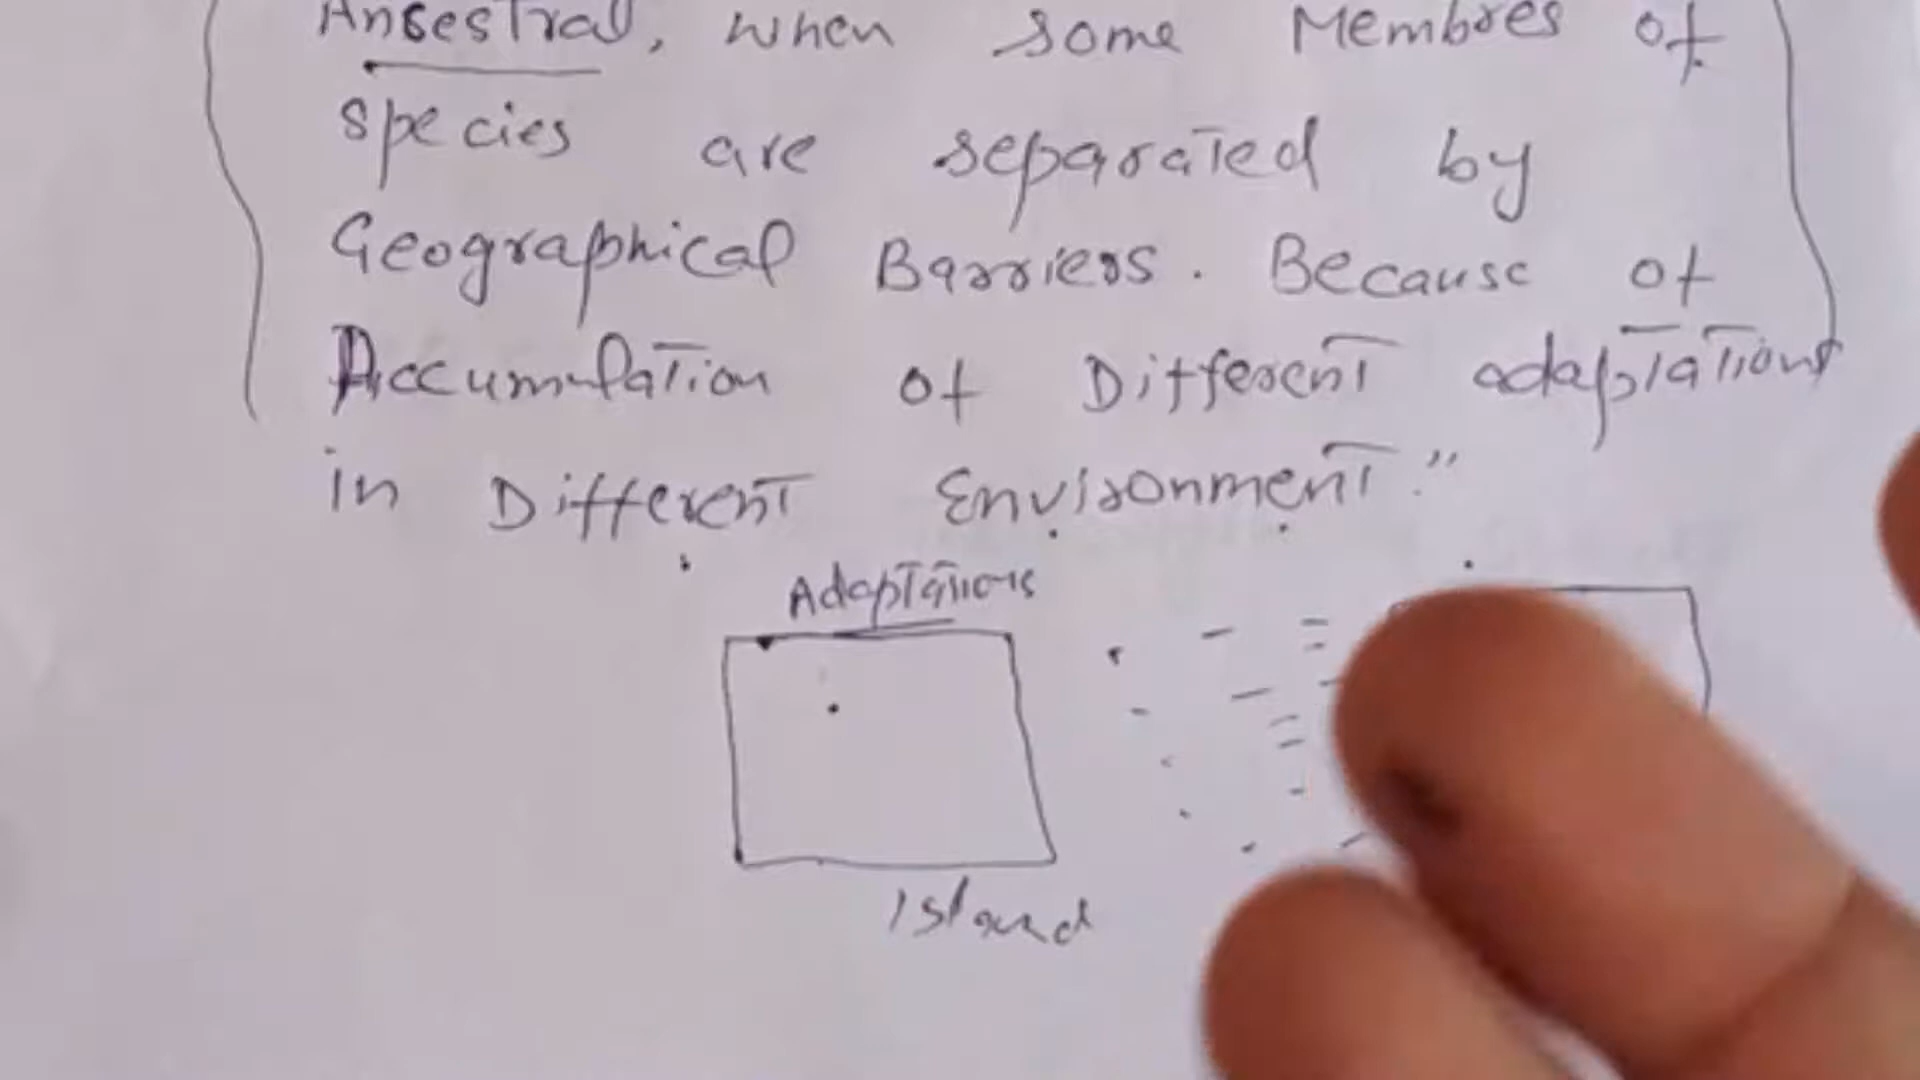 Ansestral, when some Membres of
species are separated by
Geographical Barriers. Because of
Accumulation of Different adaptations
in Different Environment."
Adaptations
Island